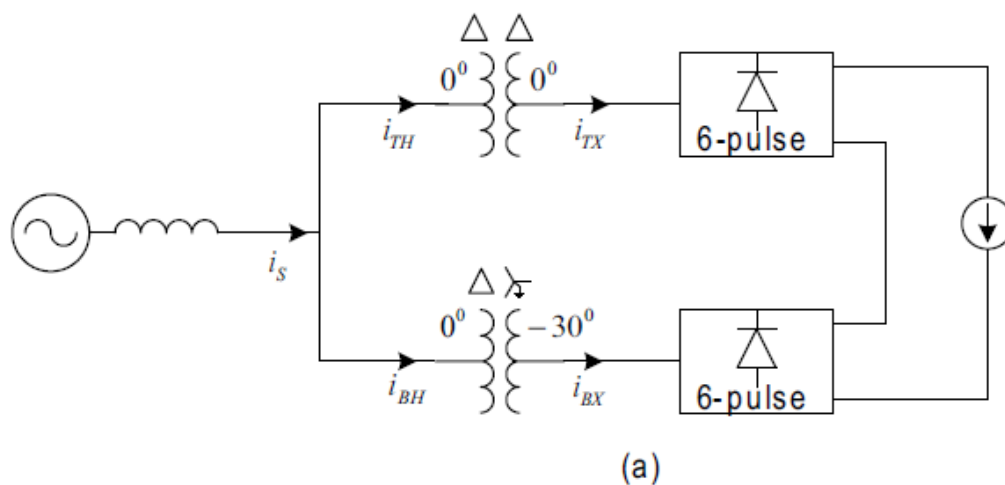 Δ Δ
0⁰ 0⁰
i_TH
i_TX
6-pulse
i_S
Δ
0⁰ −30⁰
i_BH
i_BX
6-pulse
(a)